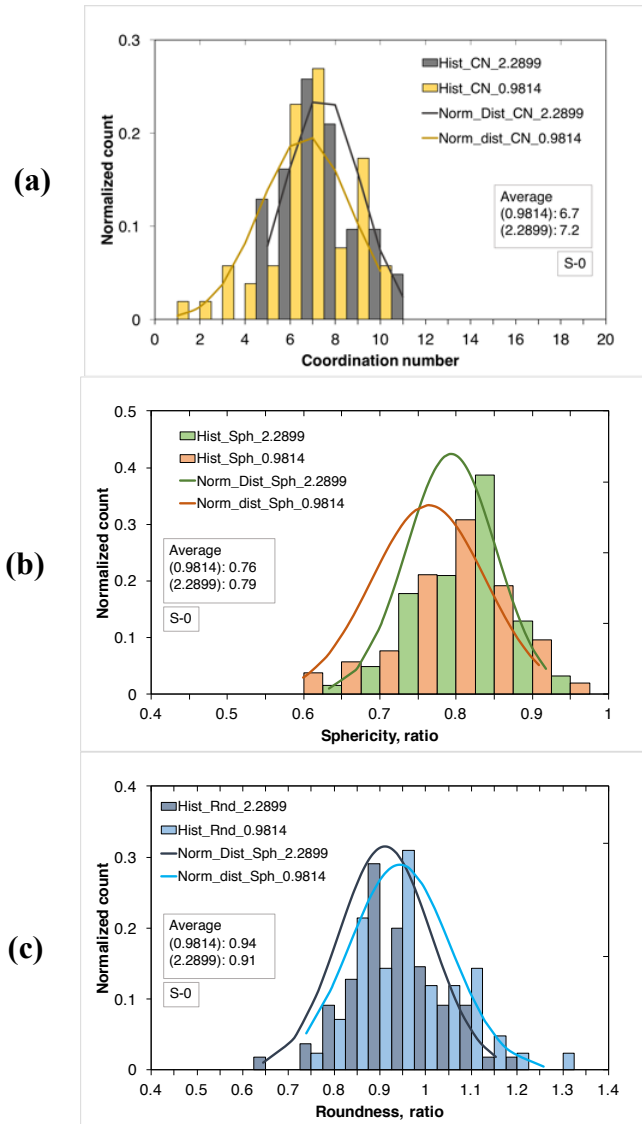 (a)
Normalized count
0.3
0.2
0.1
0
Hist_CN_2.2899
Hist_CN_0.9814
Norm_Dist_CN_2.2899
Norm_dist_CN_0.9814
Average
(0.9814): 6.7
(2.2899): 7.2
S-0
0 2 4 6 8 10 12 14 16 18 20
Coordination number
(b)
Normalized count
0.5
0.4
0.3
0.2
0.1
0
Hist_Sph_2.2899
Hist_Sph_0.9814
Norm_Dist_Sph_2.2899
Norm_dist_Sph_0.9814
Average
(0.9814): 0.76
(2.2899): 0.79
S-0
0.4 0.5 0.6 0.7 0.8 0.9 1
Sphericity, ratio
(c)
Normalized count
0.4
0.3
0.2
0.1
0
Hist_Rnd_2.2899
Hist_Rnd_0.9814
Norm_Dist_Sph_2.2899
Norm_dist_Sph_0.9814
Average
(0.9814): 0.94
(2.2899): 0.91
S-0
0.4 0.5 0.6 0.7 0.8 0.9 1 1.1 1.2 1.3 1.4
Roundness, ratio